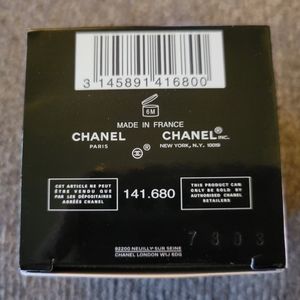 3 145891 416800
6M
MADE IN FRANCE
CHANEL CHANEL® INC.
PARIS NEW YORK, N.Y. 10019
CET ARTICLE NE PEUT
ÊTRE VENDU QUE
PAR LES DÉPOSITAIRES
AGRÉÉS CHANEL
141.680
THIS PRODUCT CAN
ONLY BE SOLD BY
AUTHORISED CHANEL
RETAILERS
7303
92200 NEUILLY SUR SEINE
CHANEL LONDON W1J 6DG